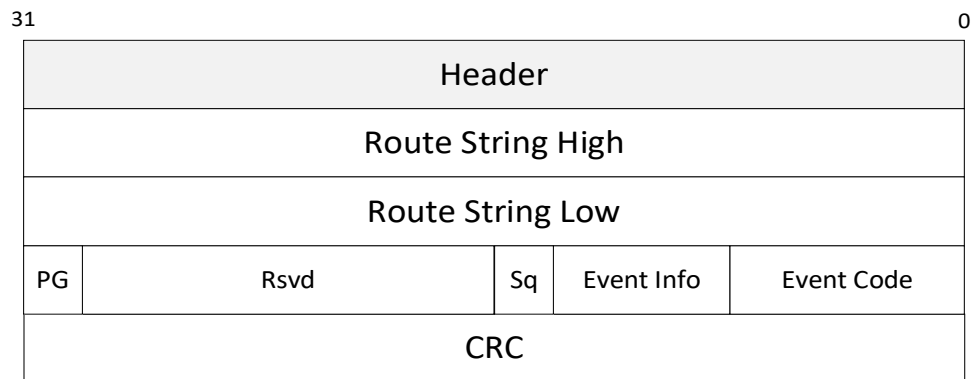 31 0
Header
Route String High
Route String Low
PG Rsvd Sq Event Info Event Code
CRC